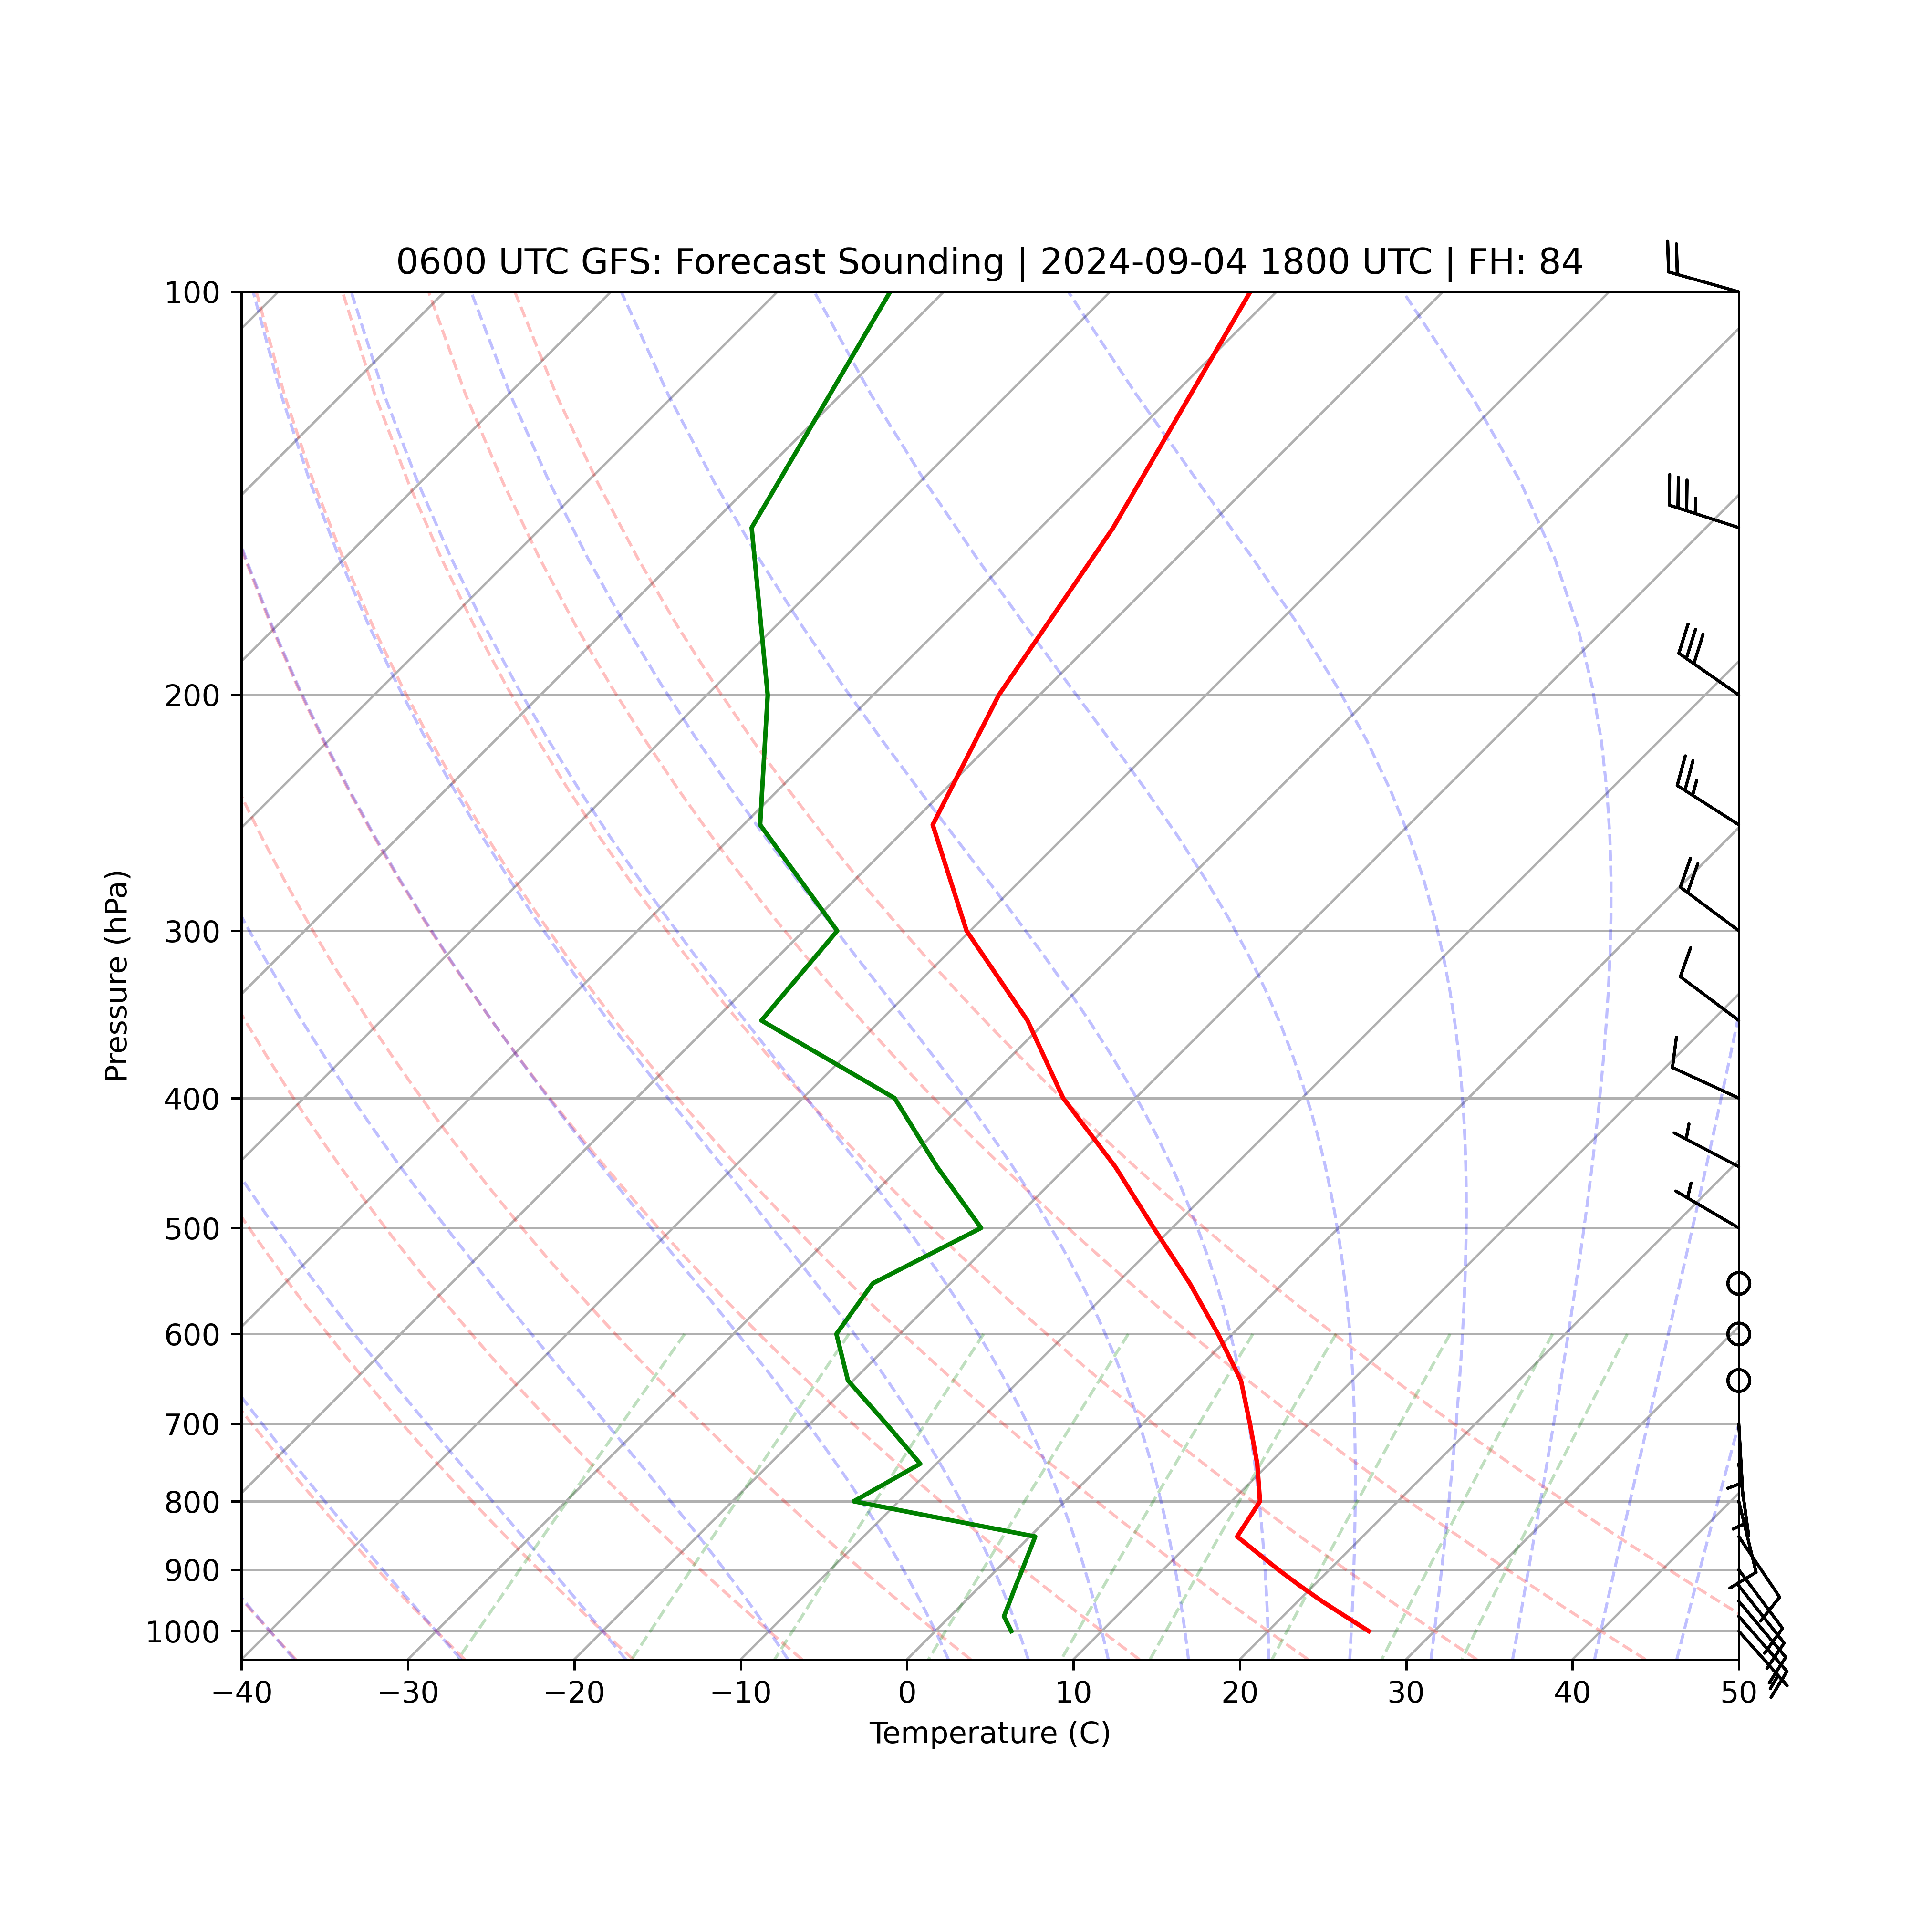 0600 UTC GFS: Forecast Sounding | 2024-09-04 1800 UTC | FH: 84
100
200
300
400
500
600
700
800
900
1000
Pressure (hPa)
−40 −30 −20 −10 0 10 20 30 40 50
Temperature (C)